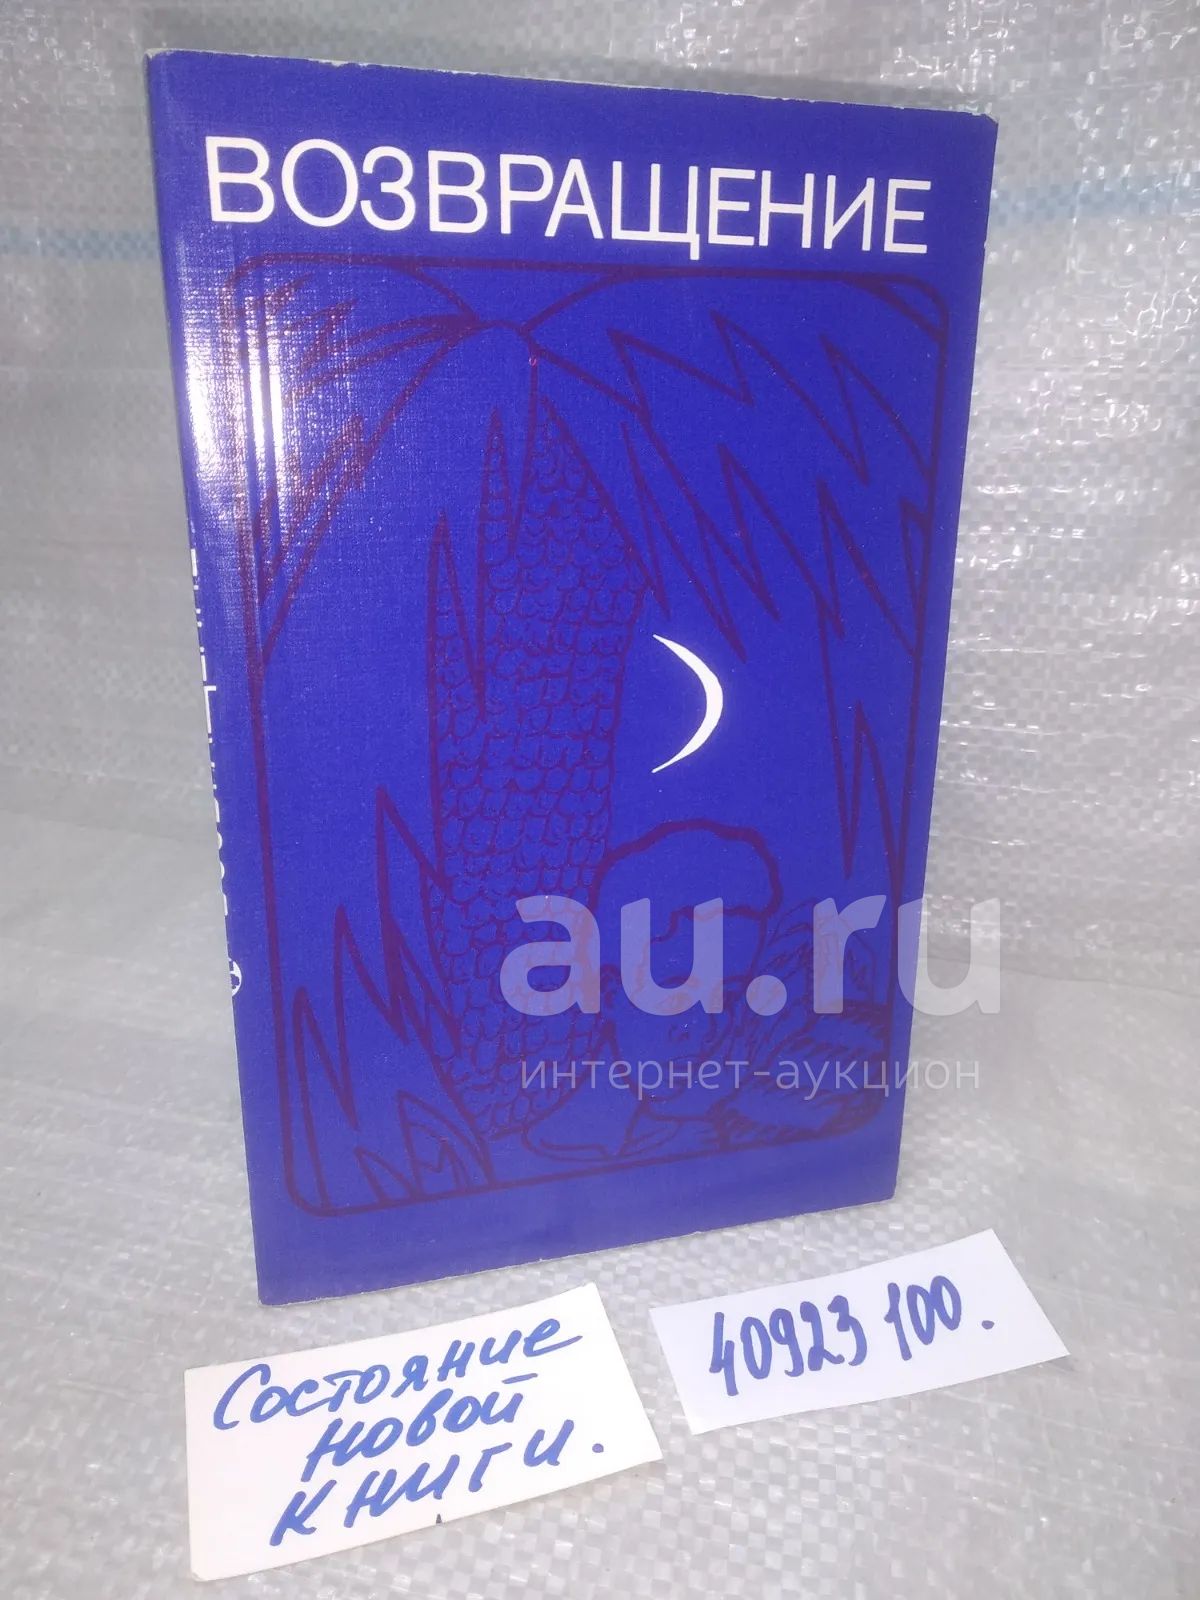 ВОЗВРАЩЕНИЕ
au.ru
интернет-аукцион
Состояние
новой
книги.
40923 100.